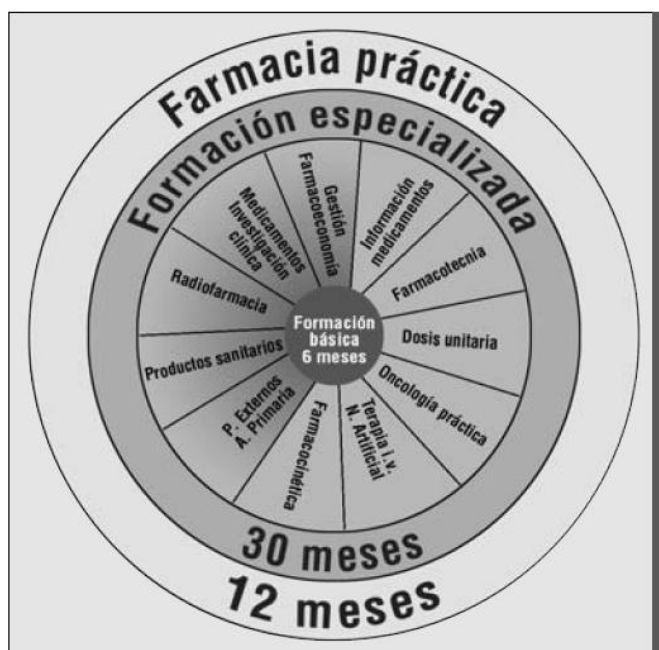 Farmacia práctica
Formación especializada
Gestión
Farmacoeconomía
Información
medicamentos
Farmacotecnia
Dosis unitaria
Oncología práctica
Terapia i.v.
N. Artificial
Farmacocinética
P. Externos
A. Primaria
Productos sanitarios
Radiofarmacia
Medicamentos
Investigación
clínica
Formación
básica
6 meses
30 meses
12 meses